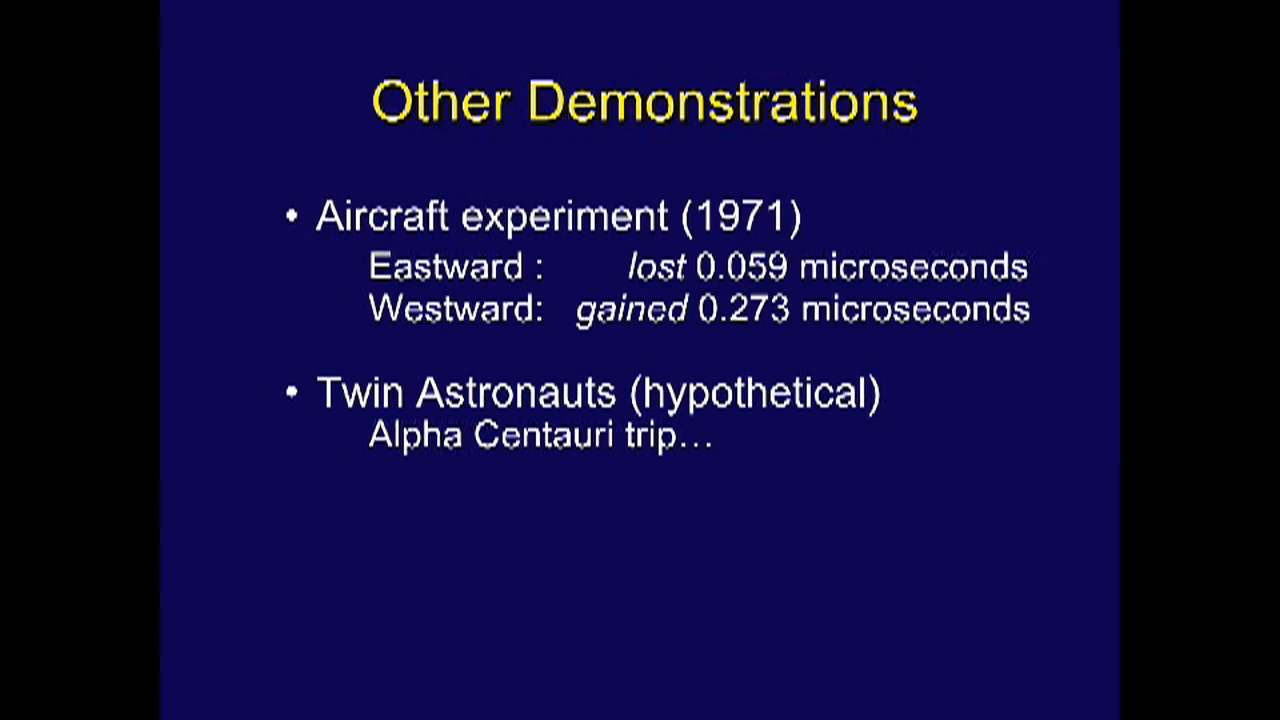 Other Demonstrations
• Aircraft experiment (1971)
Eastward : lost 0.059 microseconds
Westward: gained 0.273 microseconds
• Twin Astronauts (hypothetical)
Alpha Centauri trip…